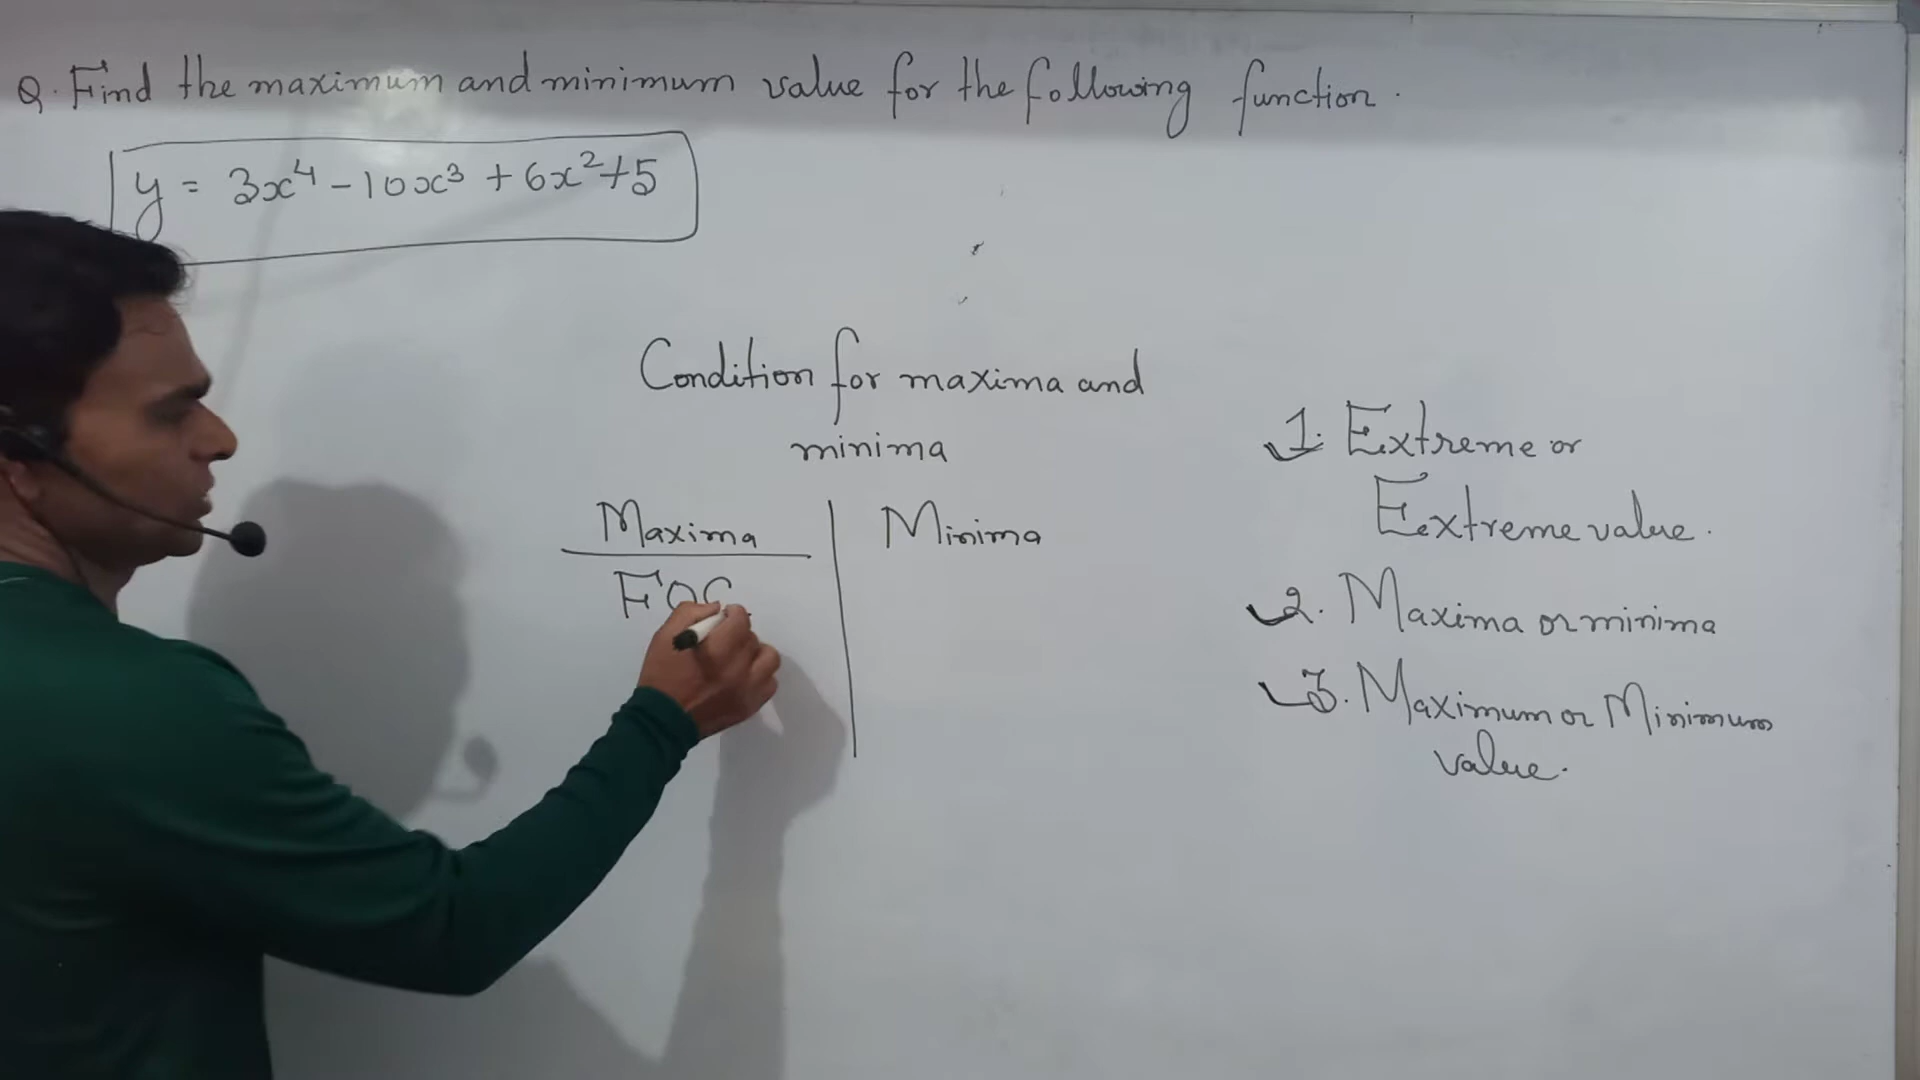 Q. Find the maximum and minimum value for the following function.
y = 3x⁴ - 10x³ + 6x² + 5
Condition for maxima and
minima
Maxima
Minima
FOC
1. Extreme or
Extreme value.
2. Maxima or minima
3. Maximum or Minimum
value.